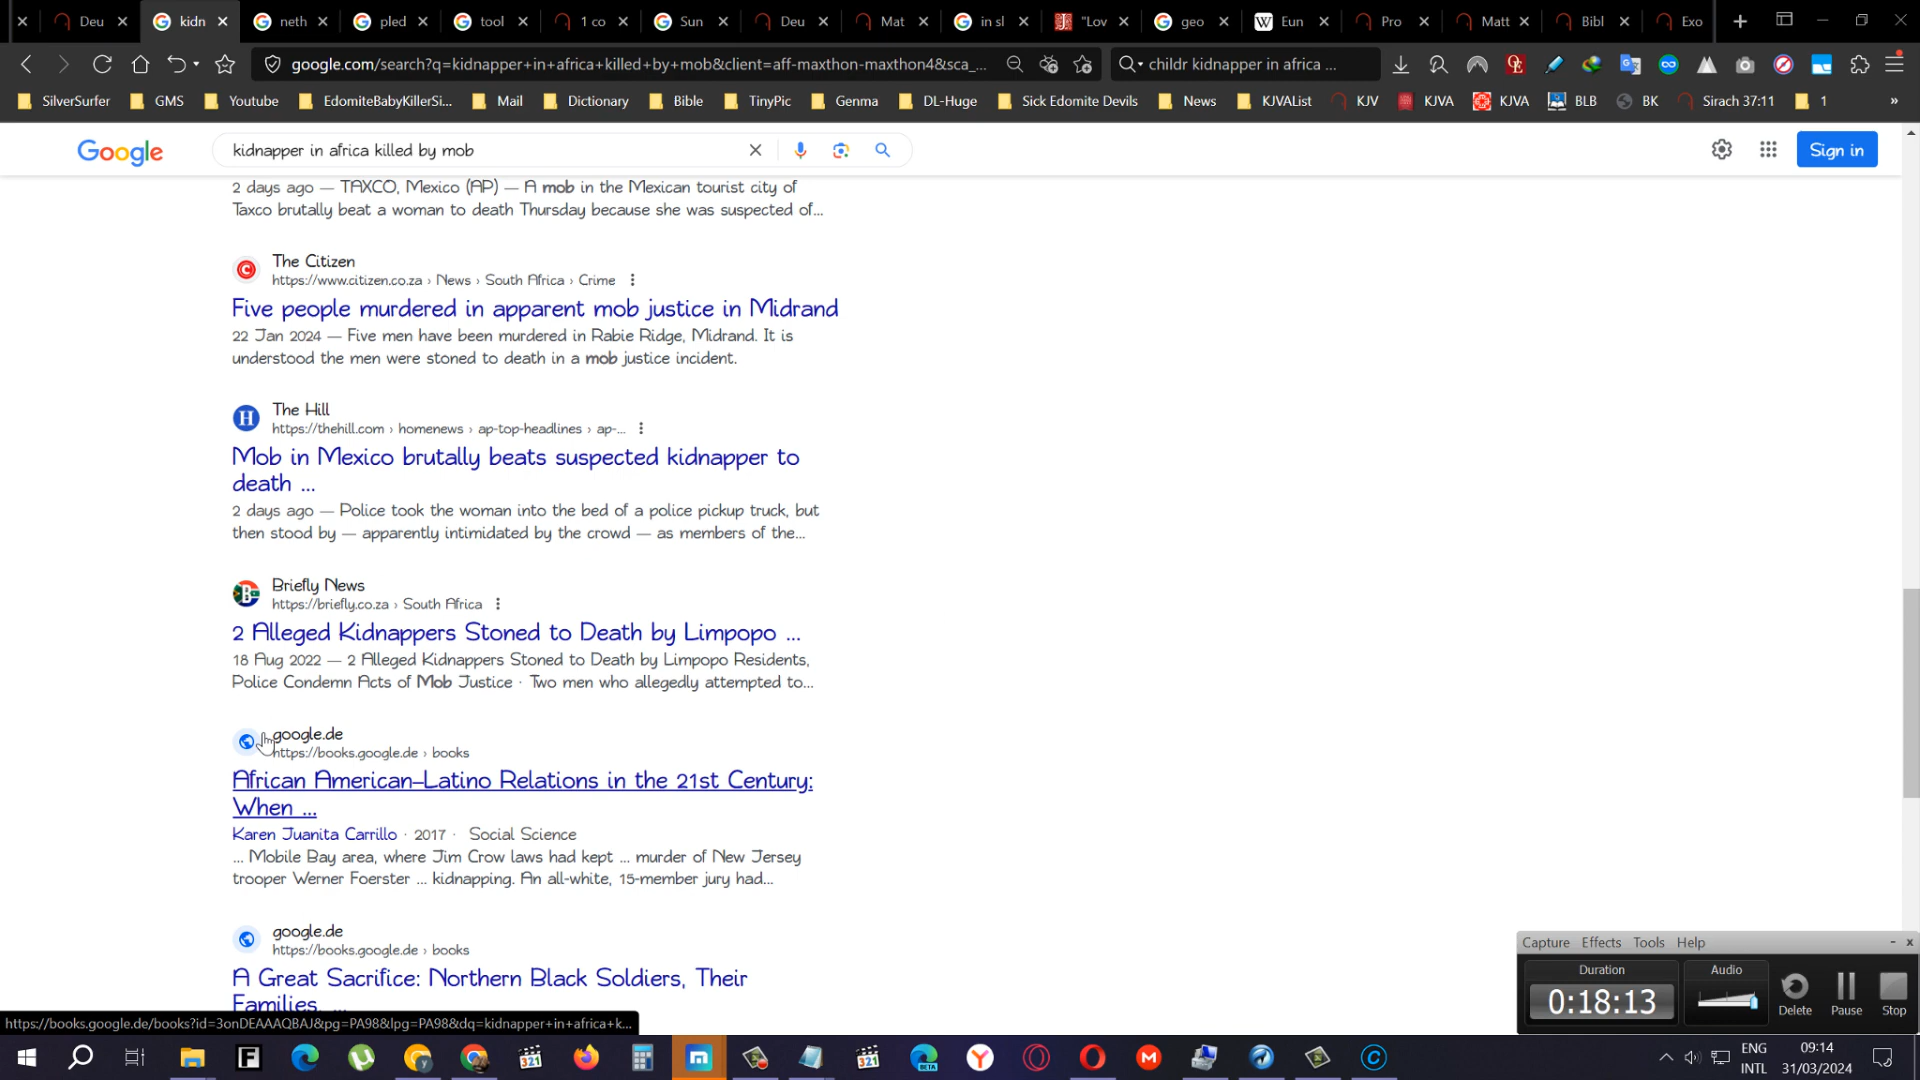 Deu
kidn
neth
pled
tool
1 co
Sun
Deu
Mat
in sl
"Lov
geo
Eun
Pro
Matt
Bibl
Exo
google.com/search?q=kidnapper+in+africa+killed+by+mob&client=aff-maxthon-maxthon4&sca_...
childr kidnapper in africa ...
SilverSurfer
GMS
Youtube
EdomiteBabyKillerSi...
Mail
Dictionary
Bible
TinyPic
Genma
DL-Huge
Sick Edomite Devils
News
KJVAList
KJV
KJVA
KJVA
BLB
BK
Sirach 37:11
1
»
Google
kidnapper in africa killed by mob
Sign in
2 days ago — TAXCO, Mexico (AP) — A mob in the Mexican tourist city of
Taxco brutally beat a woman to death Thursday because she was suspected of...
The Citizen
https://www.citizen.co.za › News › South Africa › Crime
Five people murdered in apparent mob justice in Midrand
22 Jan 2024 — Five men have been murdered in Rabie Ridge, Midrand. It is
understood the men were stoned to death in a mob justice incident.
The Hill
https://thehill.com › homenews › ap-top-headlines › ap-...
Mob in Mexico brutally beats suspected kidnapper to
death ...
2 days ago — Police took the woman into the bed of a police pickup truck, but
then stood by — apparently intimidated by the crowd — as members of the...
Briefly News
https://briefly.co.za › South Africa
2 Alleged Kidnappers Stoned to Death by Limpopo ...
18 Aug 2022 — 2 Alleged Kidnappers Stoned to Death by Limpopo Residents,
Police Condemn Acts of Mob Justice · Two men who allegedly attempted to...
google.de
https://books.google.de › books
African American–Latino Relations in the 21st Century:
When ...
Karen Juanita Carrillo · 2017 · Social Science
... Mobile Bay area, where Jim Crow laws had kept ... murder of New Jersey
trooper Werner Foerster ... kidnapping. An all-white, 15-member jury had...
google.de
https://books.google.de › books
A Great Sacrifice: Northern Black Soldiers, Their
Families, ...
https://books.google.de/books?id=3onDEAAAQBAJ&pg=PA98&lpg=PA98&dq=kidnapper+in+africa+k...
Capture Effects Tools Help
Duration
Audio
0:18:13
Delete
Pause
Stop
ENG
INTL
09:14
31/03/2024